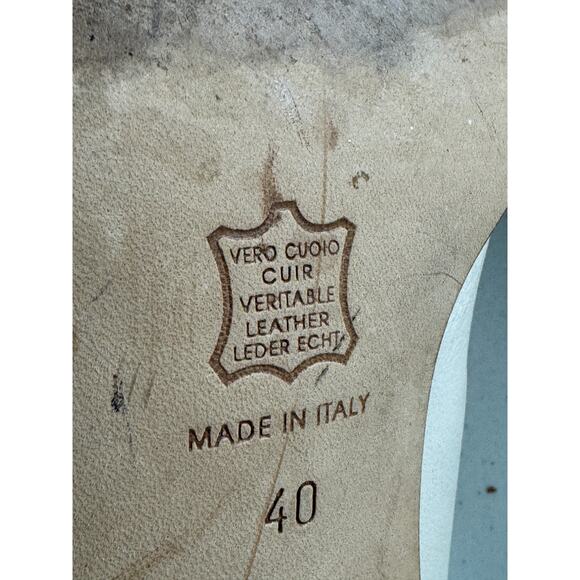 VERO CUOIO
CUIR
VERITABLE
LEATHER
LEDER ECHT
MADE IN ITALY
40